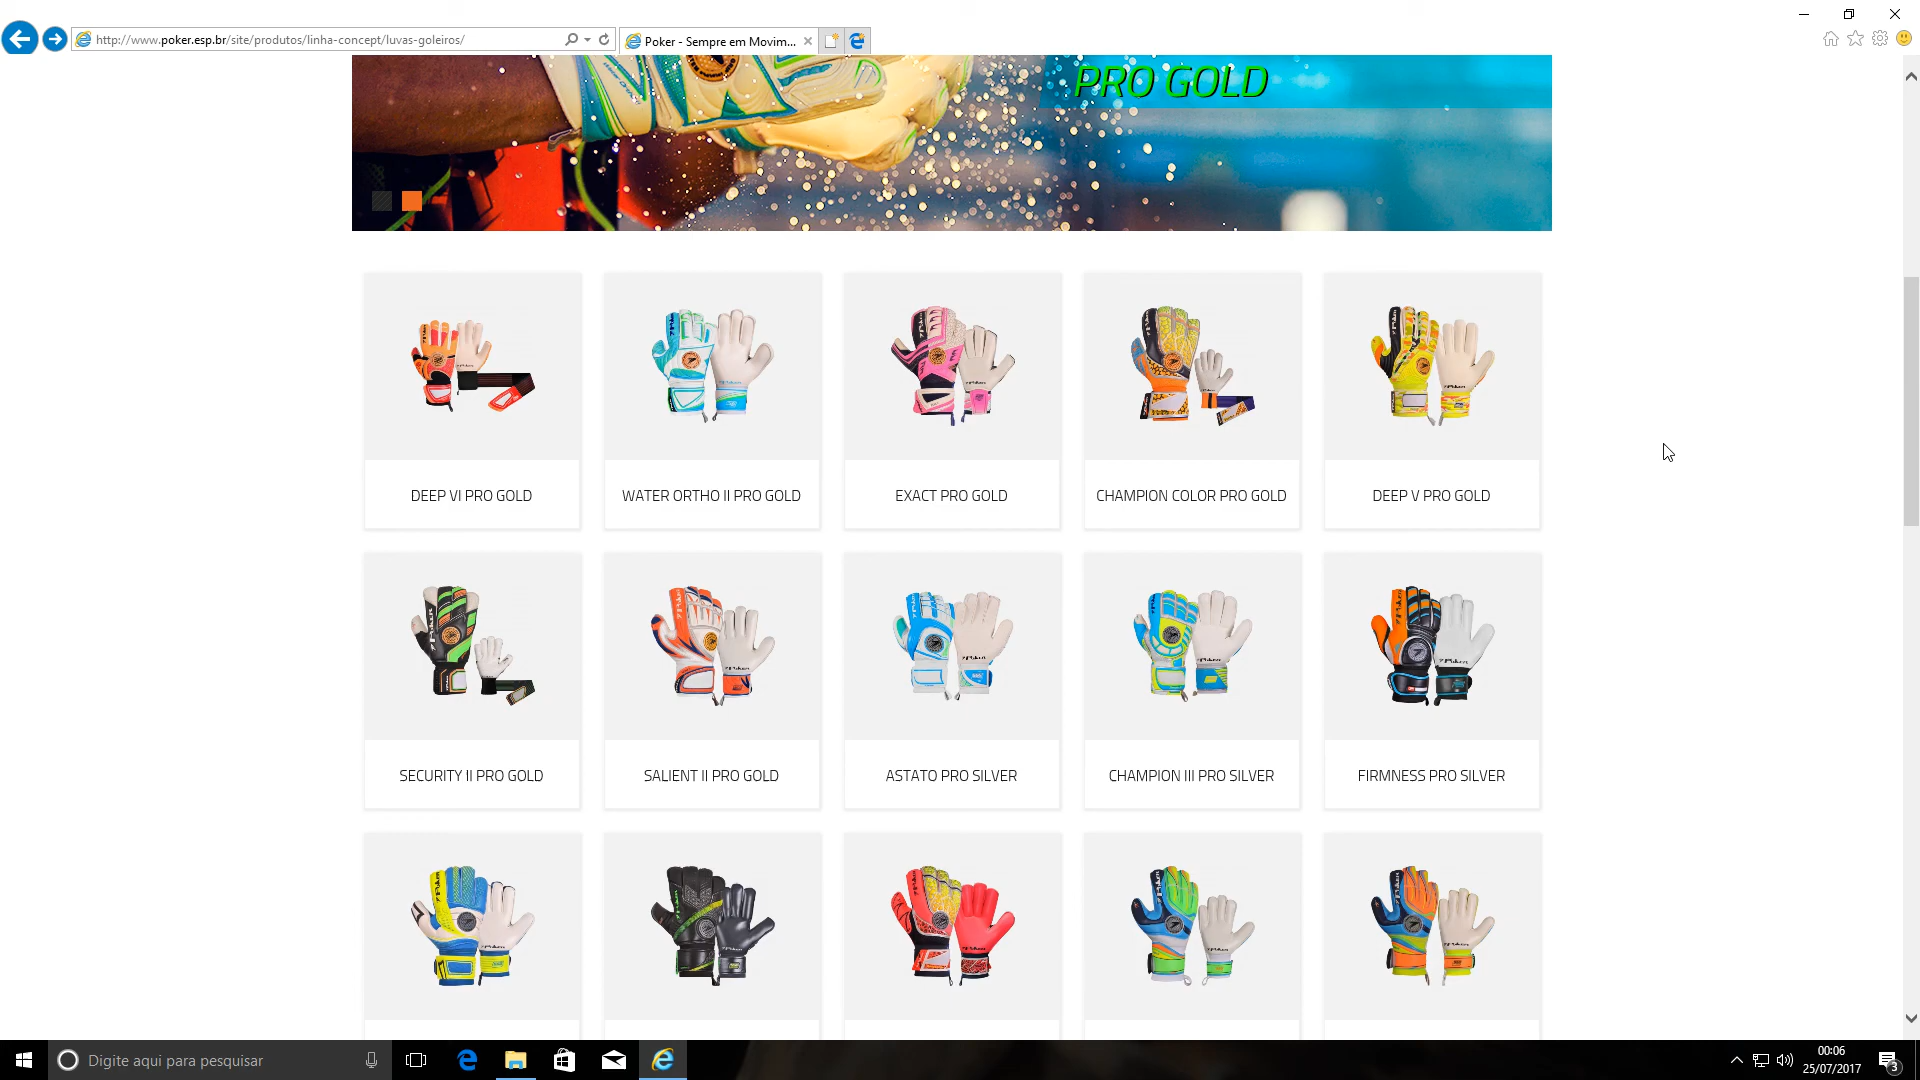 http://www.poker.esp.br/site/produtos/linha-concept/luvas-goleiros/
Poker - Sempre em Movim...
PRO GOLD
DEEP VI PRO GOLD
WATER ORTHO II PRO GOLD
EXACT PRO GOLD
CHAMPION COLOR PRO GOLD
DEEP V PRO GOLD
SECURITY II PRO GOLD
SALIENT II PRO GOLD
ASTATO PRO SILVER
CHAMPION III PRO SILVER
FIRMNESS PRO SILVER
Digite aqui para pesquisar
00:06
25/07/2017
3